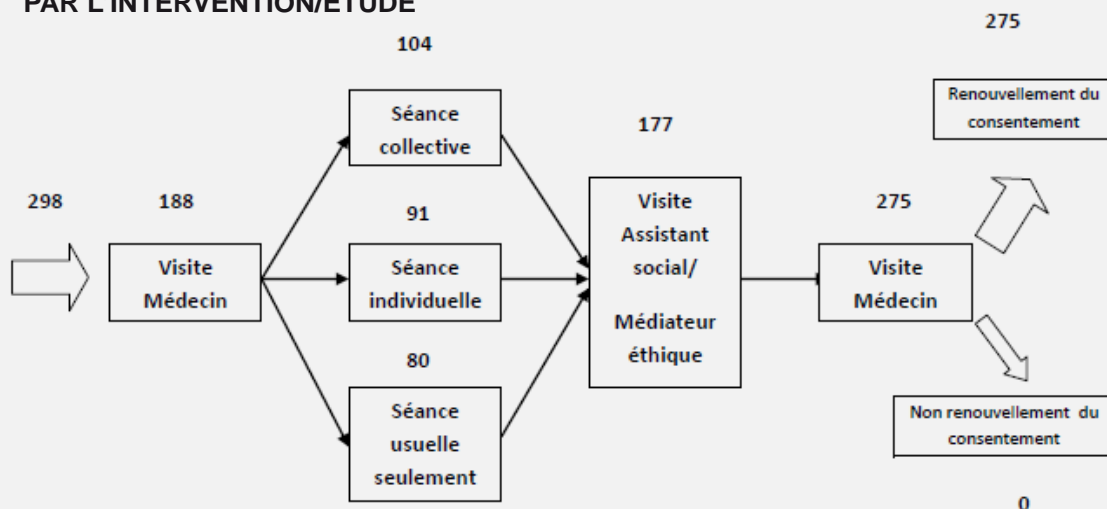 PAR L'INTERVENTION/ETUDE
298
188
Visite
Médecin
104
Séance
collective
91
Séance
individuelle
80
Séance
usuelle
seulement
177
Visite
Assistant
social/
Médiateur
éthique
275
Visite
Médecin
275
Renouvellement du
consentement
Non renouvellement du
consentement
0